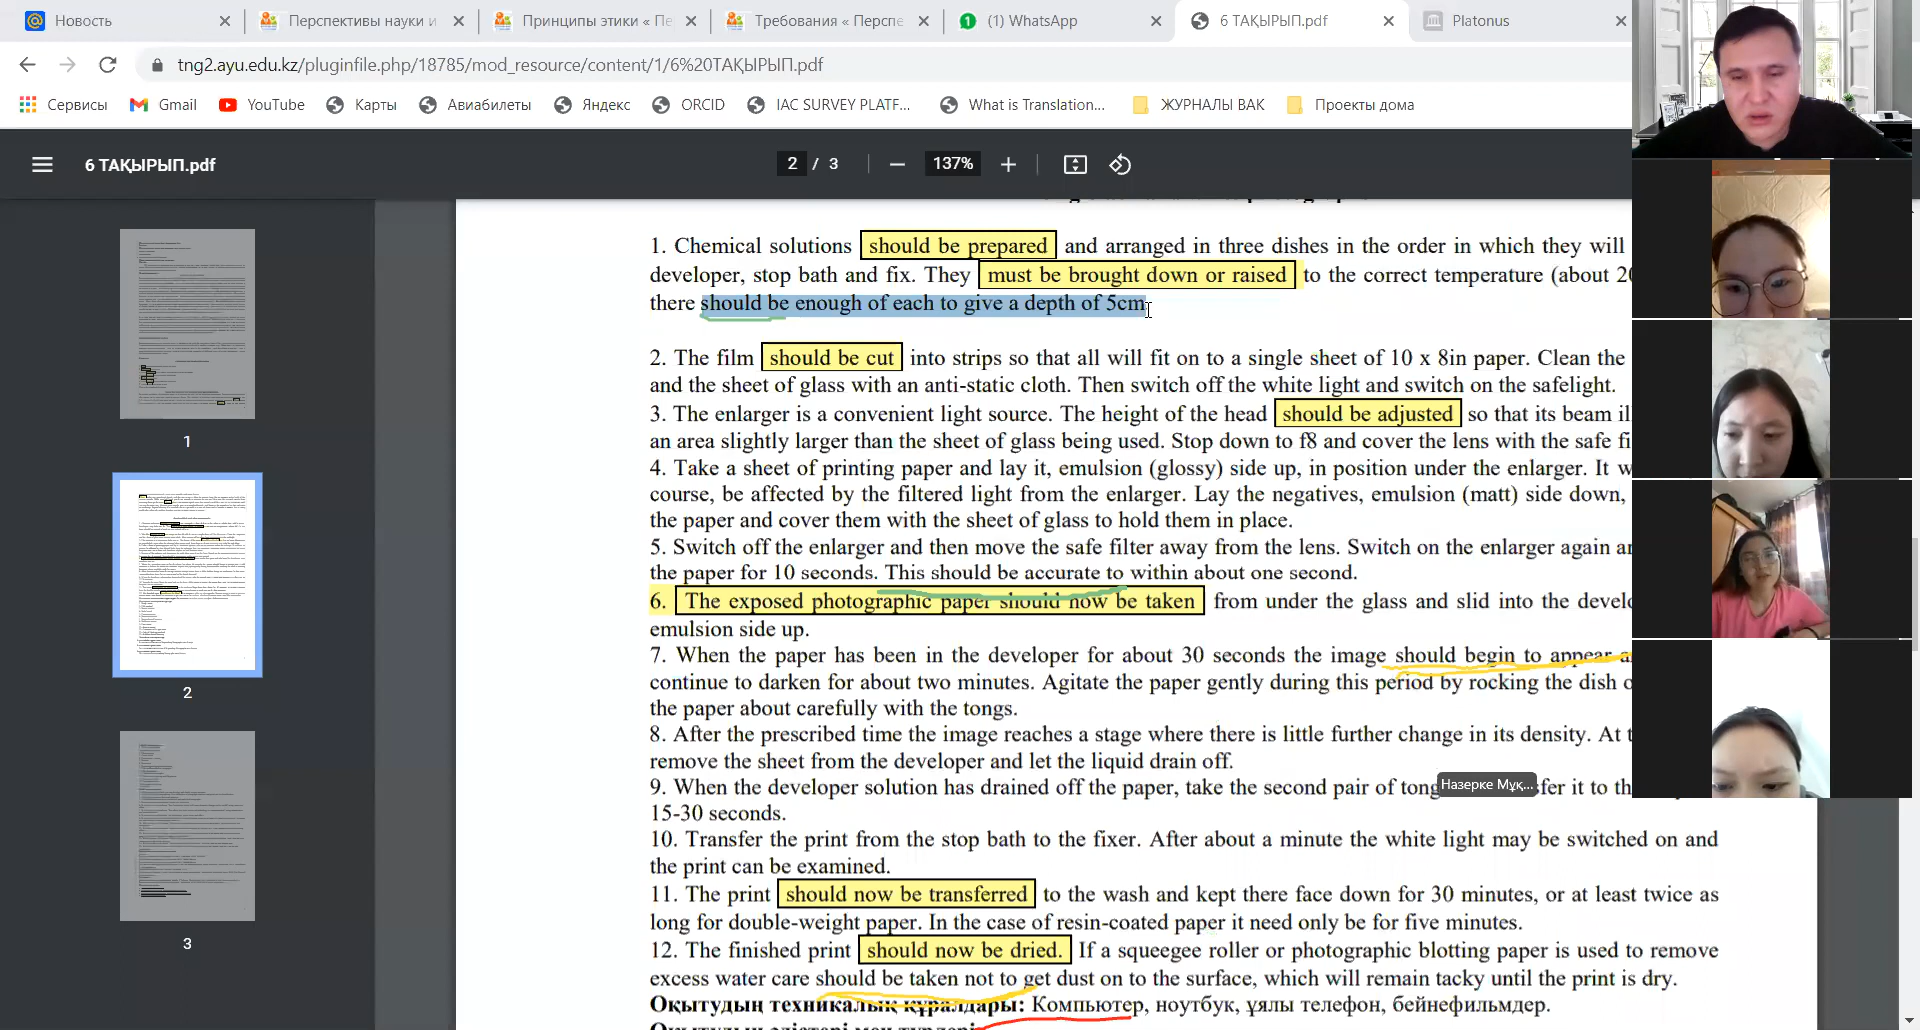 Новость
Перспективы науки и
Принципы этики « Пе
Требования « Перспе
(1) WhatsApp
6 ТАҚЫРЫП.pdf
Platonus
tng2.ayu.edu.kz/pluginfile.php/18785/mod_resource/content/1/6%20ТАҚЫРЫП.pdf
Сервисы
Gmail
YouTube
Карты
Авиабилеты
Яндекс
ORCID
IAC SURVEY PLATF...
What is Translation...
ЖУРНАЛЫ ВАК
Проекты дома
6 ТАҚЫРЫП.pdf
2 / 3
137%
1
2
3
1. Chemical solutions should be prepared and arranged in three dishes in the order in which they will
developer, stop bath and fix. They must be brought down or raised to the correct temperature (about 20
there should be enough of each to give a depth of 5cm
2. The film should be cut into strips so that all will fit on to a single sheet of 10 x 8in paper. Clean the
and the sheet of glass with an anti-static cloth. Then switch off the white light and switch on the safelight.
3. The enlarger is a convenient light source. The height of the head should be adjusted so that its beam il
an area slightly larger than the sheet of glass being used. Stop down to f8 and cover the lens with the safe fi
4. Take a sheet of printing paper and lay it, emulsion (glossy) side up, in position under the enlarger. It w
course, be affected by the filtered light from the enlarger. Lay the negatives, emulsion (matt) side down,
the paper and cover them with the sheet of glass to hold them in place.
5. Switch off the enlarger and then move the safe filter away from the lens. Switch on the enlarger again a
the paper for 10 seconds. This should be accurate to within about one second.
6. The exposed photographic paper should now be taken from under the glass and slid into the develo
emulsion side up.
7. When the paper has been in the developer for about 30 seconds the image should begin to appear a
continue to darken for about two minutes. Agitate the paper gently during this period by rocking the dish o
the paper about carefully with the tongs.
8. After the prescribed time the image reaches a stage where there is little further change in its density. At t
remove the sheet from the developer and let the liquid drain off.
9. When the developer solution has drained off the paper, take the second pair of tong fer it to th
Назерке Мұқ...
15-30 seconds.
10. Transfer the print from the stop bath to the fixer. After about a minute the white light may be switched on and
the print can be examined.
11. The print should now be transferred to the wash and kept there face down for 30 minutes, or at least twice as
long for double-weight paper. In the case of resin-coated paper it need only be for five minutes.
12. The finished print should now be dried. If a squeegee roller or photographic blotting paper is used to remove
excess water care should be taken not to get dust on to the surface, which will remain tacky until the print is dry.
Оқытудың техникалық құралдары: Компьютер, ноутбук, ұялы телефон, бейнефильмдер.